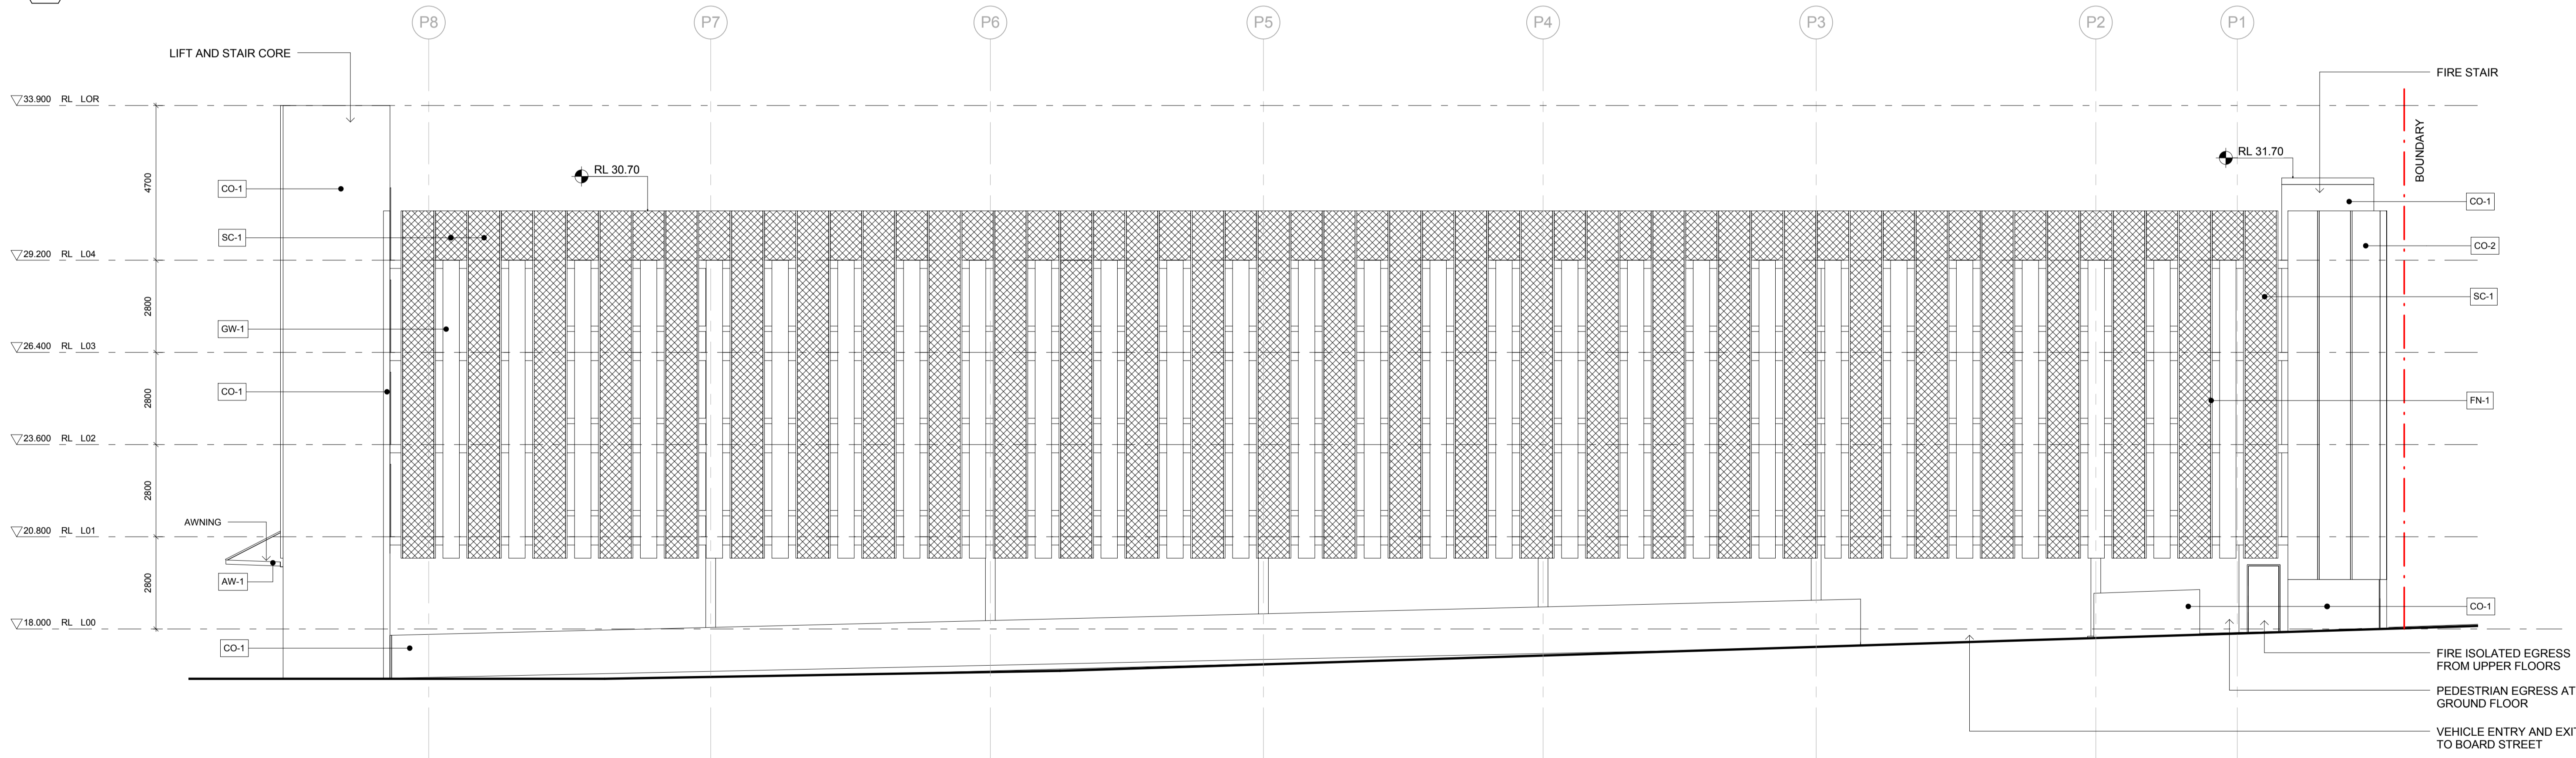 P8
P7
P6
P5
P4
P3
P2
P1
LIFT AND STAIR CORE
FIRE STAIR
33.900 RL LOR
BOUNDARY
RL 31.70
RL 30.70
4700
CO-1
CO-1
SC-1
CO-2
29.200 RL L04
2800
SC-1
GW-1
26.400 RL L03
2800
CO-1
FN-1
23.600 RL L02
2800
AWNING
20.800 RL L01
AW-1
2800
CO-1
18.000 RL L00
CO-1
FIRE ISOLATED EGRESS
FROM UPPER FLOORS
PEDESTRIAN EGRESS AT
GROUND FLOOR
VEHICLE ENTRY AND EXIT
TO BOARD STREET